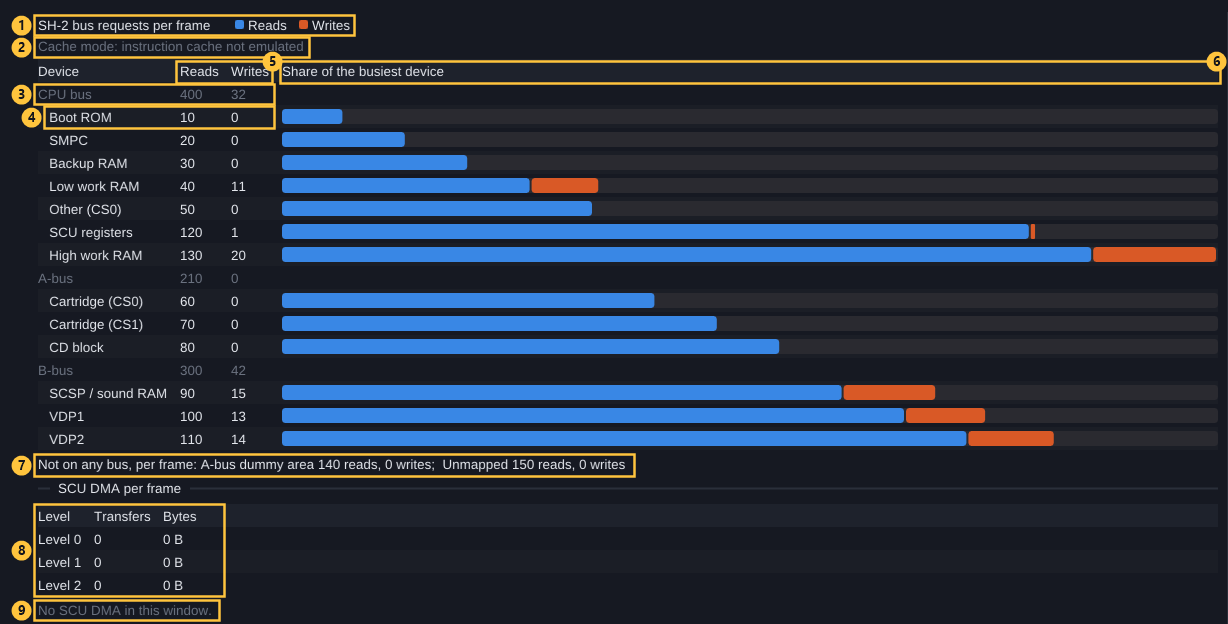 1 SH-2 bus requests per frame Reads Writes
2 Cache mode: instruction cache not emulated
5 6
Device Reads Writes Share of the busiest device
3 CPU bus 400 32
4 Boot ROM 10 0
SMPC 20 0
Backup RAM 30 0
Low work RAM 40 11
Other (CS0) 50 0
SCU registers 120 1
High work RAM 130 20
A-bus 210 0
Cartridge (CS0) 60 0
Cartridge (CS1) 70 0
CD block 80 0
B-bus 300 42
SCSP / sound RAM 90 15
VDP1 100 13
VDP2 110 14
7 Not on any bus, per frame: A-bus dummy area 140 reads, 0 writes; Unmapped 150 reads, 0 writes
SCU DMA per frame
Level Transfers Bytes
Level 0 0 0 B
8
Level 1 0 0 B
Level 2 0 0 B
9 No SCU DMA in this window.